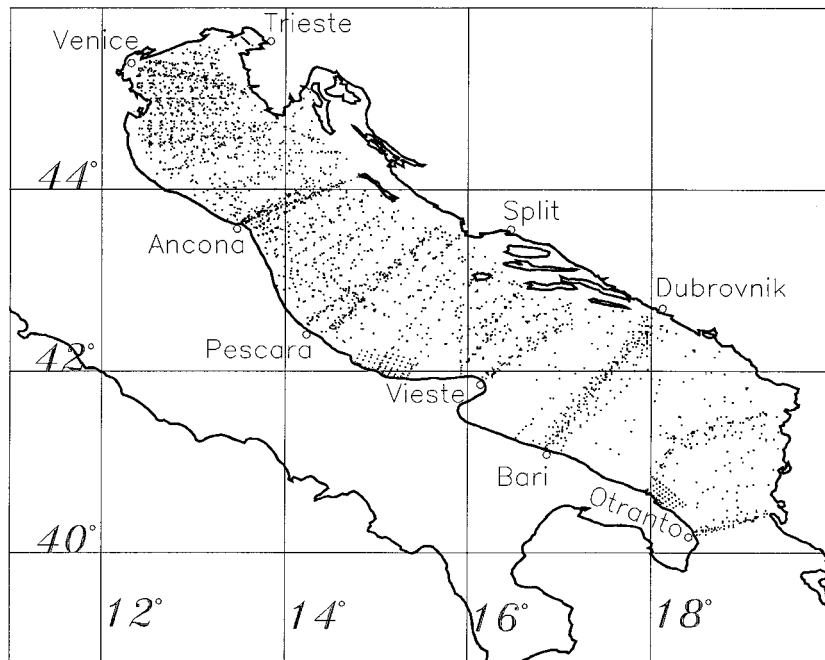 Trieste
Venice
44°
Split
Ancona
Dubrovnik
Pescara
42°
Vieste
Bari
Otranto
40°
12°
14°
16°
18°